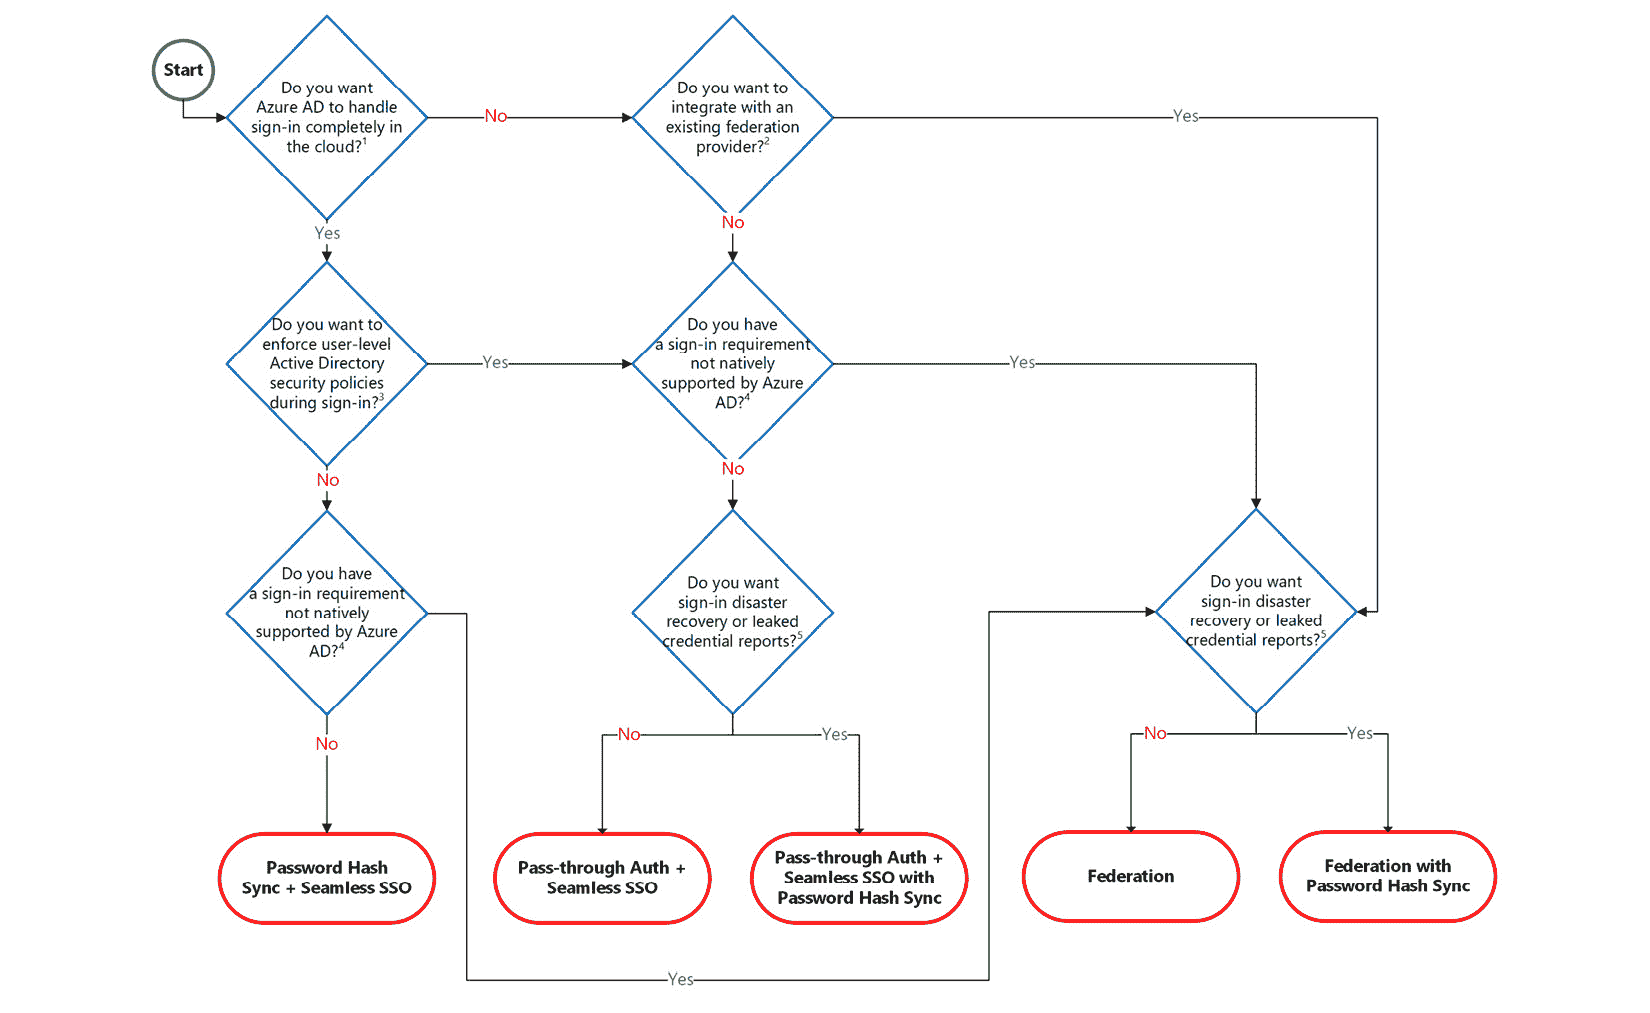 Start
Do you want
Azure AD to handle
sign-in completely in
the cloud?1
No
Do you want to
integrate with an
existing federation
provider?2
Yes
Yes
No
Do you want to
enforce user-level
Active Directory
security policies
during sign-in?3
Yes
Do you have
a sign-in requirement
not natively
supported by Azure
AD?4
Yes
No
No
Do you have
a sign-in requirement
not natively
supported by Azure
AD?4
Do you want
sign-in disaster
recovery or leaked
credential reports?5
Do you want
sign-in disaster
recovery or leaked
credential reports?5
No
No
Yes
No
Yes
Password Hash
Sync + Seamless SSO
Pass-through Auth +
Seamless SSO
Pass-through Auth +
Seamless SSO with
Password Hash Sync
Federation
Federation with
Password Hash Sync
Yes